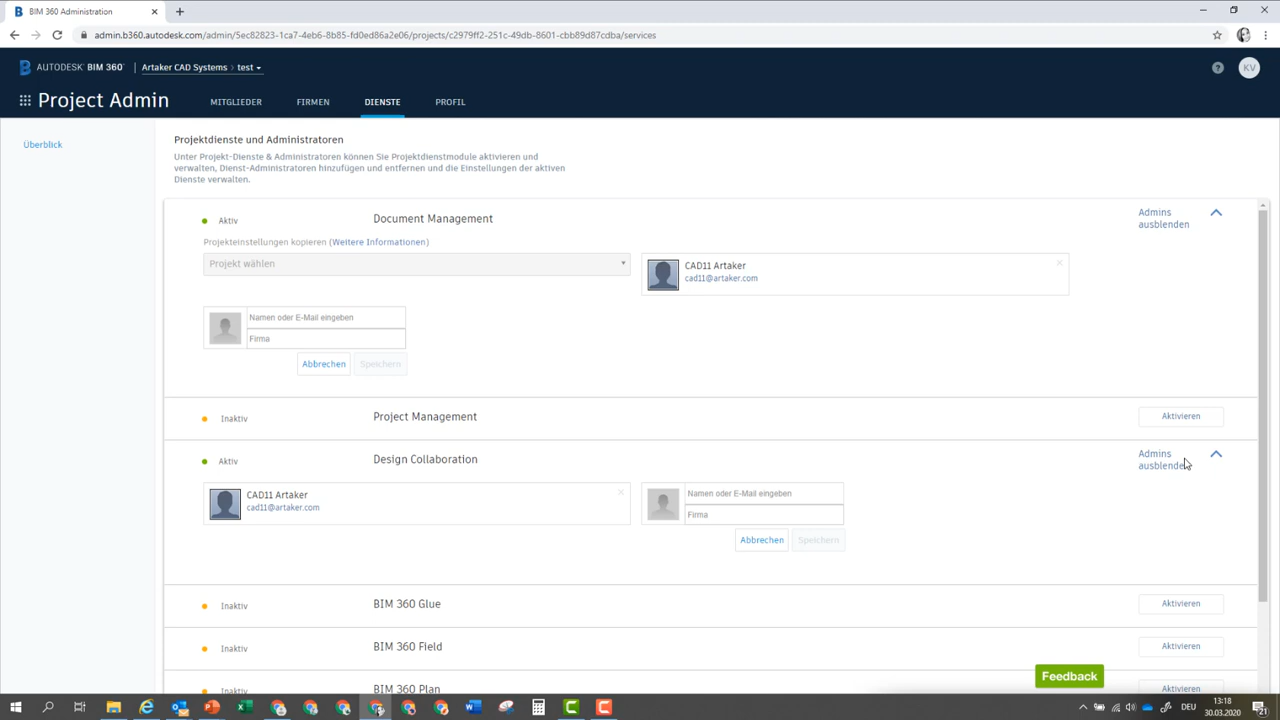 BIM 360 Administration
admin.b360.autodesk.com/admin/5ec82823-1ca7-4eb6-8b85-fd0ed86a2e06/projects/c2979ff2-251c-49db-8601-cbb89d87cdba/services
AUTODESK® BIM 360° Artaker CAD Systems > test
KV
Project Admin MITGLIEDER FIRMEN DIENSTE PROFIL
Überblick
Projektdienste und Administratoren
Unter Projekt-Dienste & Administratoren können Sie Projektdienstmodule aktivieren und
verwalten, Dienst-Administratoren hinzufügen und entfernen und die Einstellungen der aktiven
Dienste verwalten.
Aktiv Document Management Admins
ausblenden
Projekteinstellungen kopieren (Weitere Informationen)
Projekt wählen
CAD11 Artaker
cad11@artaker.com
Namen oder E-Mail eingeben
Firma
Abbrechen Speichern
Inaktiv Project Management Aktivieren
Aktiv Design Collaboration Admins
ausblenden
CAD11 Artaker
cad11@artaker.com
Namen oder E-Mail eingeben
Firma
Abbrechen Speichern
Inaktiv BIM 360 Glue Aktivieren
Inaktiv BIM 360 Field Aktivieren
Feedback
Inaktiv BIM 360 Plan Aktivieren
DEU
13:18
30.03.2020
21